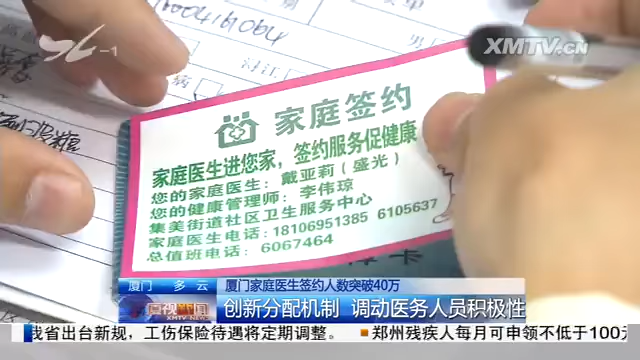 XMTV.CN
家庭签约
家庭医生进您家，签约服务促健康
您的家庭医生：戴亚莉（盛光）
您的健康管理师：李伟琼
集美街道社区卫生服务中心
家庭医生电话：18106951385 6105637
总值班电话：6067464
厦门 多云
厦门家庭医生签约人数突破40万
创新分配机制 调动医务人员积极性
厦视新闻
我省出台新规，工伤保险待遇将定期调整。 ■郑州残疾人每月可申领不低于100元